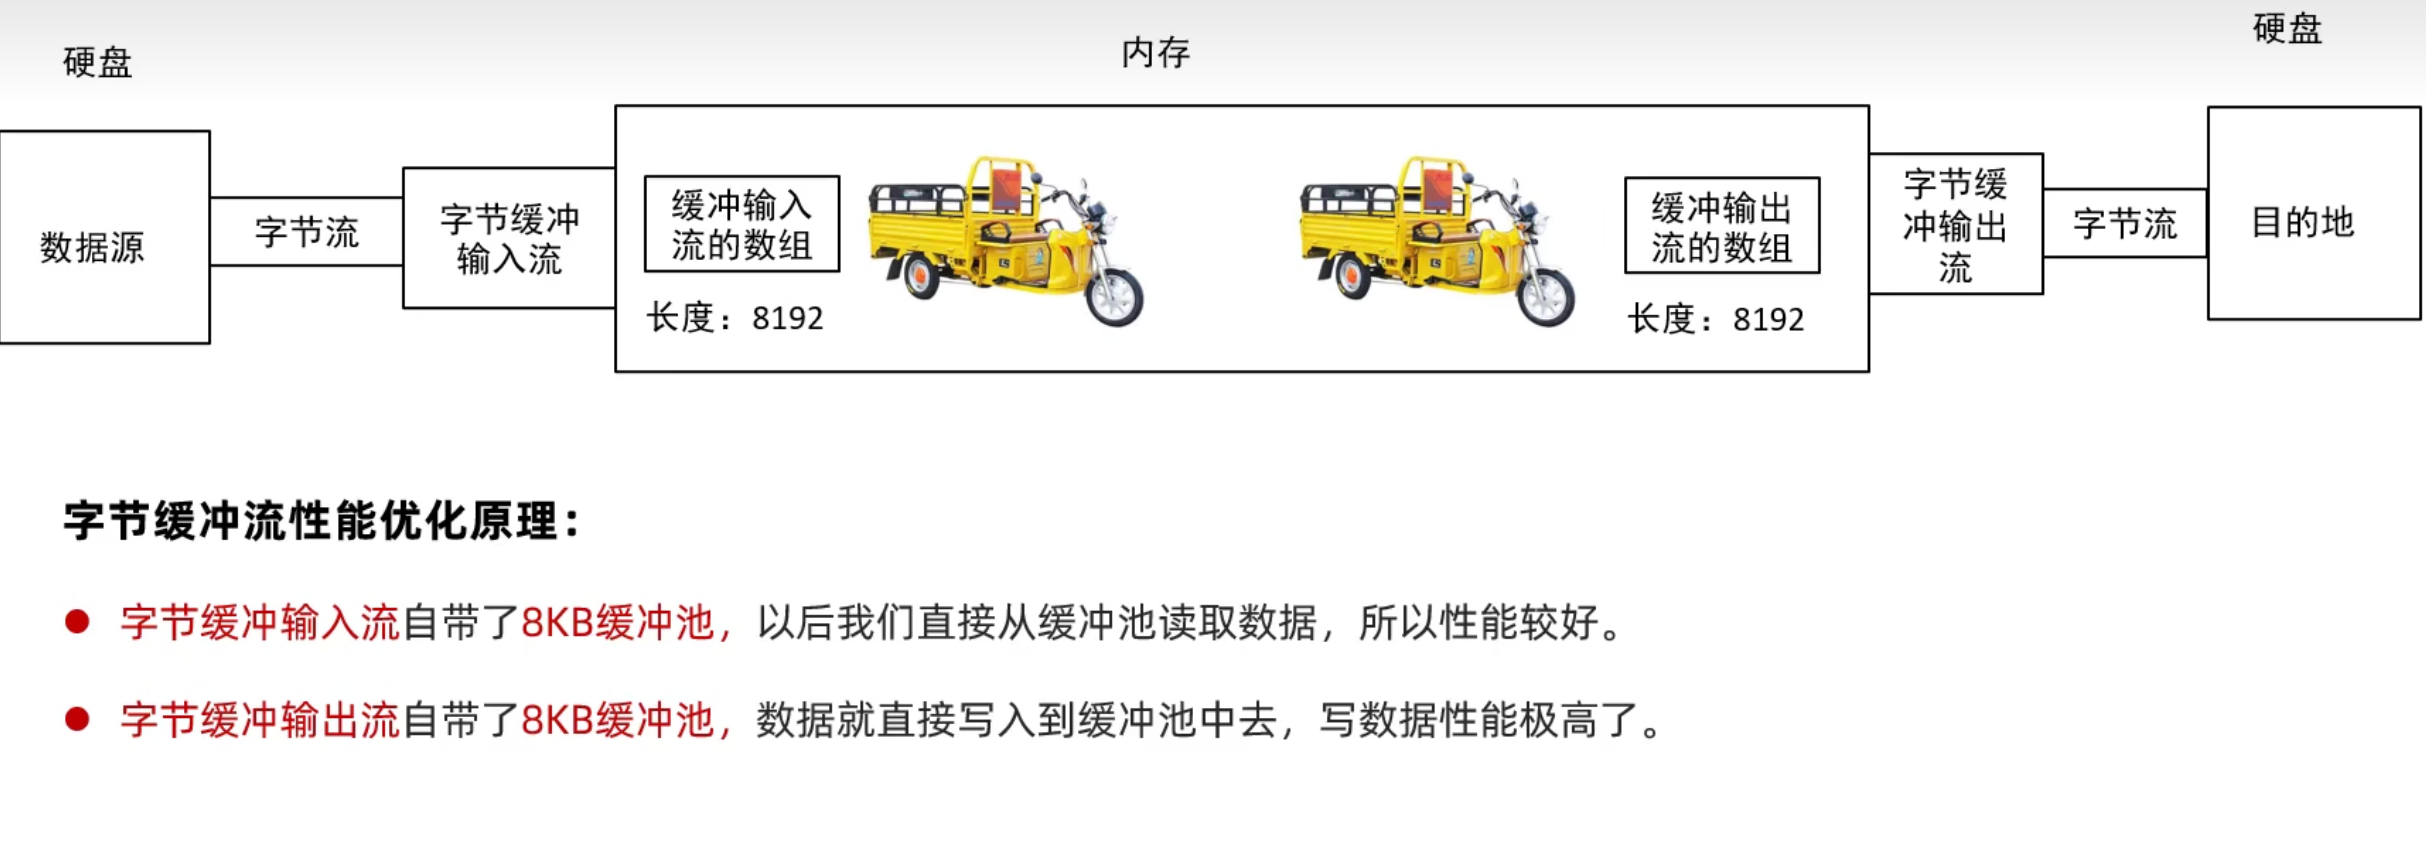 硬盘
内存
硬盘
数据源
字节流
字节缓冲
输入流
缓冲输入
流的数组
长度：8192
缓冲输出
流的数组
长度：8192
字节缓
冲输出
流
字节流
目的地
字节缓冲流性能优化原理：
● 字节缓冲输入流自带了8KB缓冲池，以后我们直接从缓冲池读取数据，所以性能较好。
● 字节缓冲输出流自带了8KB缓冲池，数据就直接写入到缓冲池中去，写数据性能极高了。